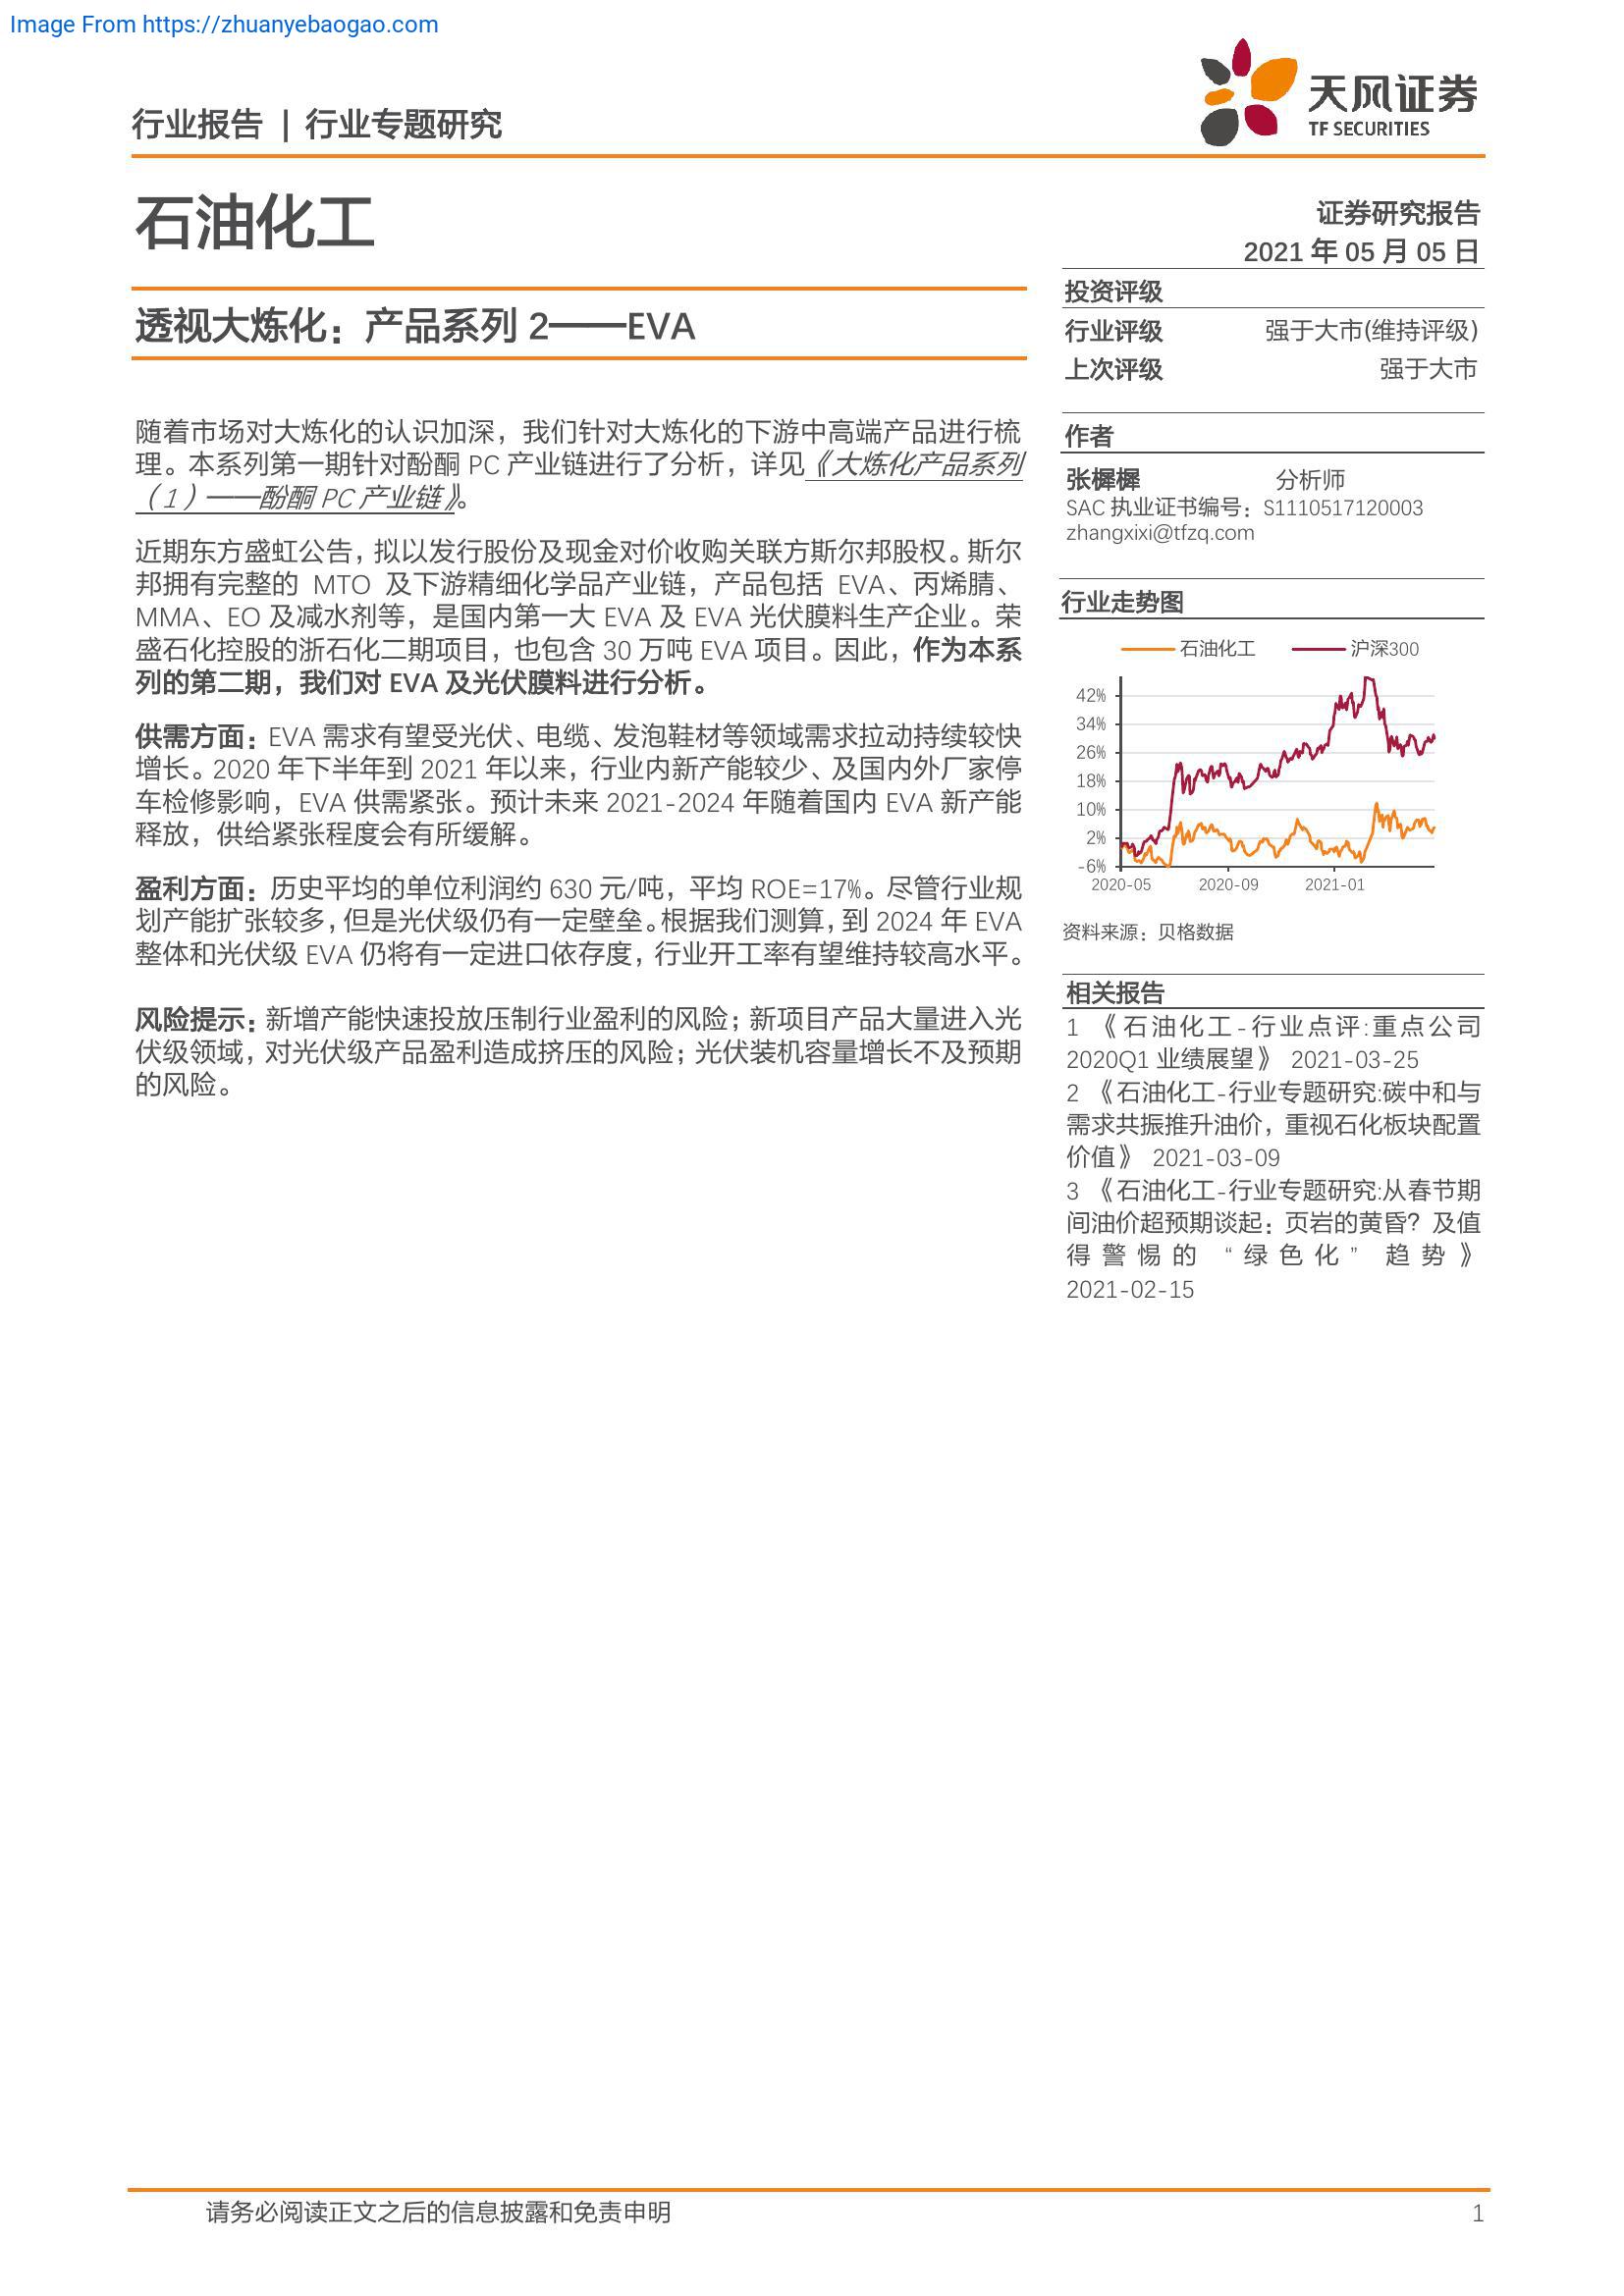 Image From https://zhuanyebaogao.com
行业报告 | 行业专题研究
天风证券
TF SECURITIES
石油化工
透视大炼化：产品系列 2——EVA
随着市场对大炼化的认识加深，我们针对大炼化的下游中高端产品进行梳
理。本系列第一期针对酚酮 PC 产业链进行了分析，详见《大炼化产品系列
（1）——酚酮 PC 产业链》。
近期东方盛虹公告，拟以发行股份及现金对价收购关联方斯尔邦股权。斯尔
邦拥有完整的 MTO 及下游精细化学品产业链，产品包括 EVA、丙烯腈、
MMA、EO 及减水剂等，是国内第一大 EVA 及 EVA 光伏膜料生产企业。荣
盛石化控股的浙石化二期项目，也包含 30 万吨 EVA 项目。因此，作为本系
列的第二期，我们对 EVA 及光伏膜料进行分析。
供需方面：EVA 需求有望受光伏、电缆、发泡鞋材等领域需求拉动持续较快
增长。2020 年下半年到 2021 年以来，行业内新产能较少、及国内外厂家停
车检修影响，EVA 供需紧张。预计未来 2021-2024 年随着国内 EVA 新产能
释放，供给紧张程度会有所缓解。
盈利方面：历史平均的单位利润约 630 元/吨，平均 ROE=17%。尽管行业规
划产能扩张较多，但是光伏级仍有一定壁垒。根据我们测算，到 2024 年 EVA
整体和光伏级 EVA 仍将有一定进口依存度，行业开工率有望维持较高水平。
风险提示：新增产能快速投放压制行业盈利的风险；新项目产品大量进入光
伏级领域，对光伏级产品盈利造成挤压的风险；光伏装机容量增长不及预期
的风险。
证券研究报告
2021 年 05 月 05 日
投资评级
行业评级 强于大市(维持评级)
上次评级 强于大市
作者
张樨樨 分析师
SAC 执业证书编号：S1110517120003
zhangxixi@tfzq.com
行业走势图
石油化工 沪深300
42%
34%
26%
18%
10%
2%
-6%
2020-05 2020-09 2021-01
资料来源：贝格数据
相关报告
1 《石油化工-行业点评:重点公司
2020Q1 业绩展望》 2021-03-25
2 《石油化工-行业专题研究:碳中和与
需求共振推升油价，重视石化板块配置
价值》 2021-03-09
3 《石油化工-行业专题研究:从春节期
间油价超预期谈起：页岩的黄昏？及值
得警惕的“绿色化”趋势》
2021-02-15
请务必阅读正文之后的信息披露和免责申明 1